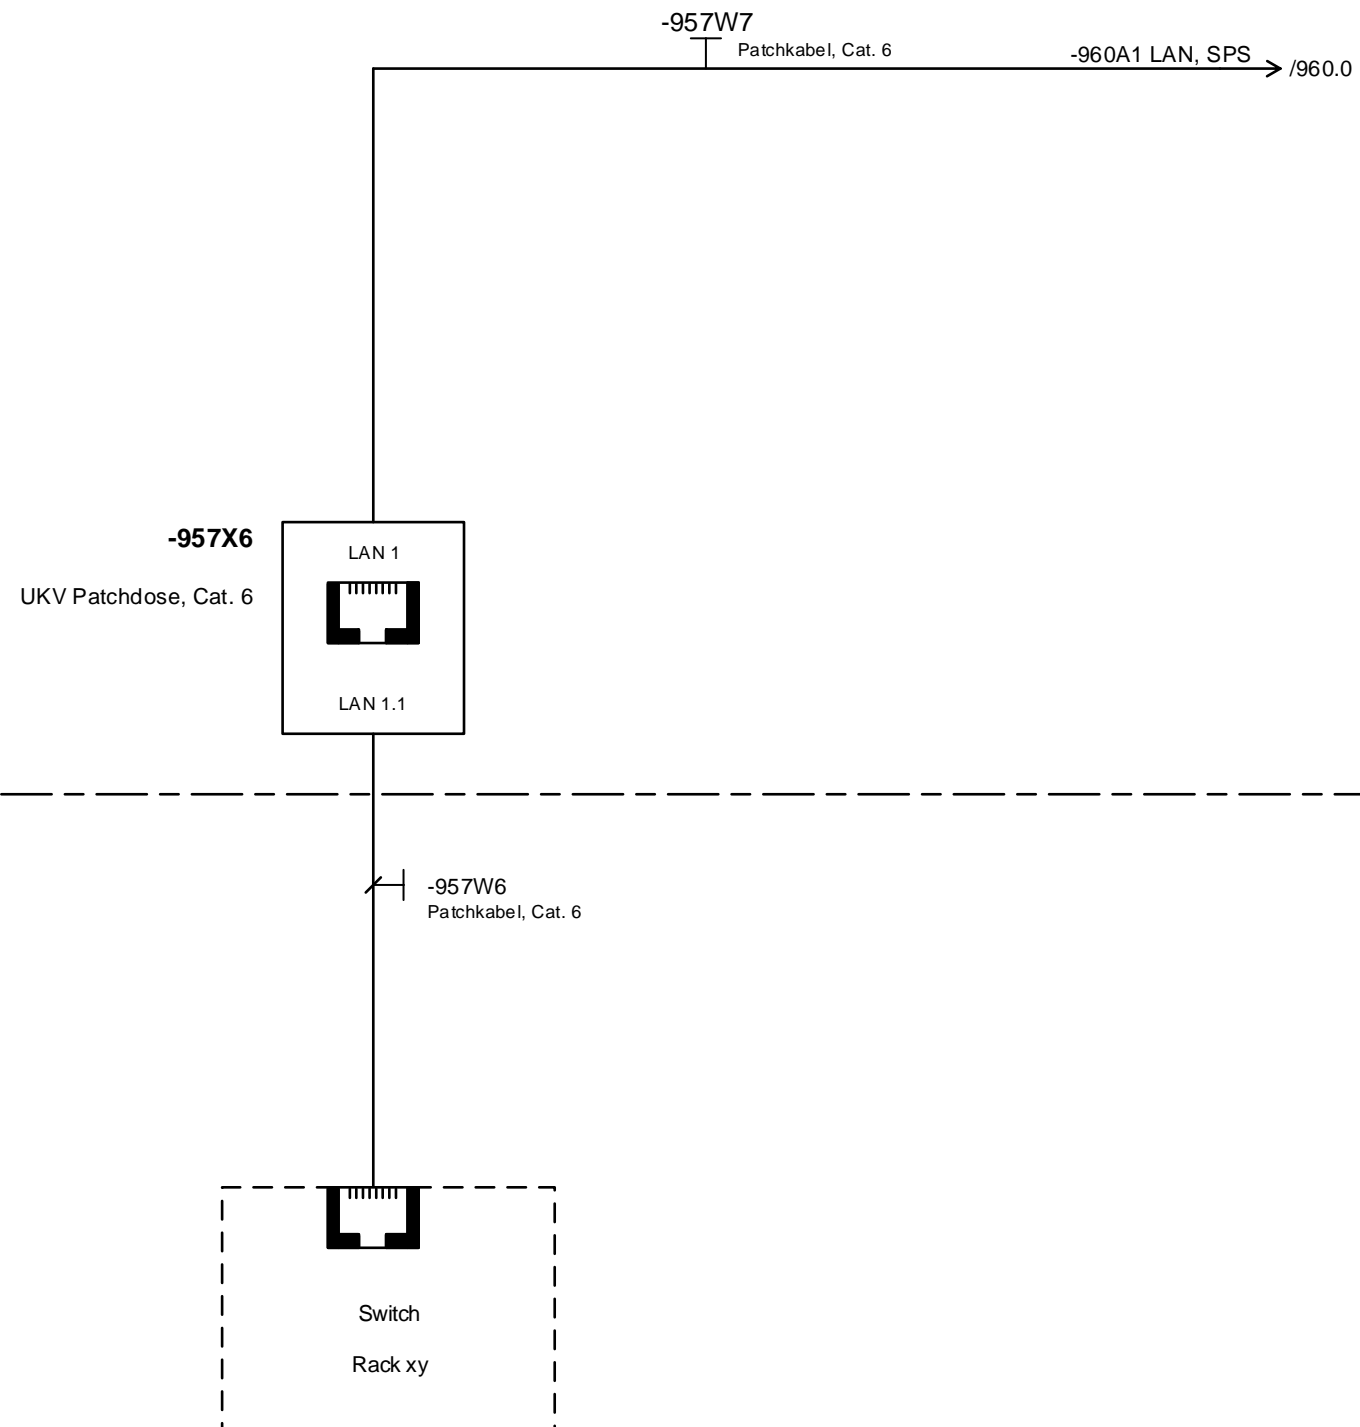 -957W7
Patchkabel, Cat. 6
-960A1 LAN, SPS
/960.0
-957X6
LAN 1
UKV Patchdose, Cat. 6
LAN 1.1
-957W6
Patchkabel, Cat. 6
Switch
Rack xy